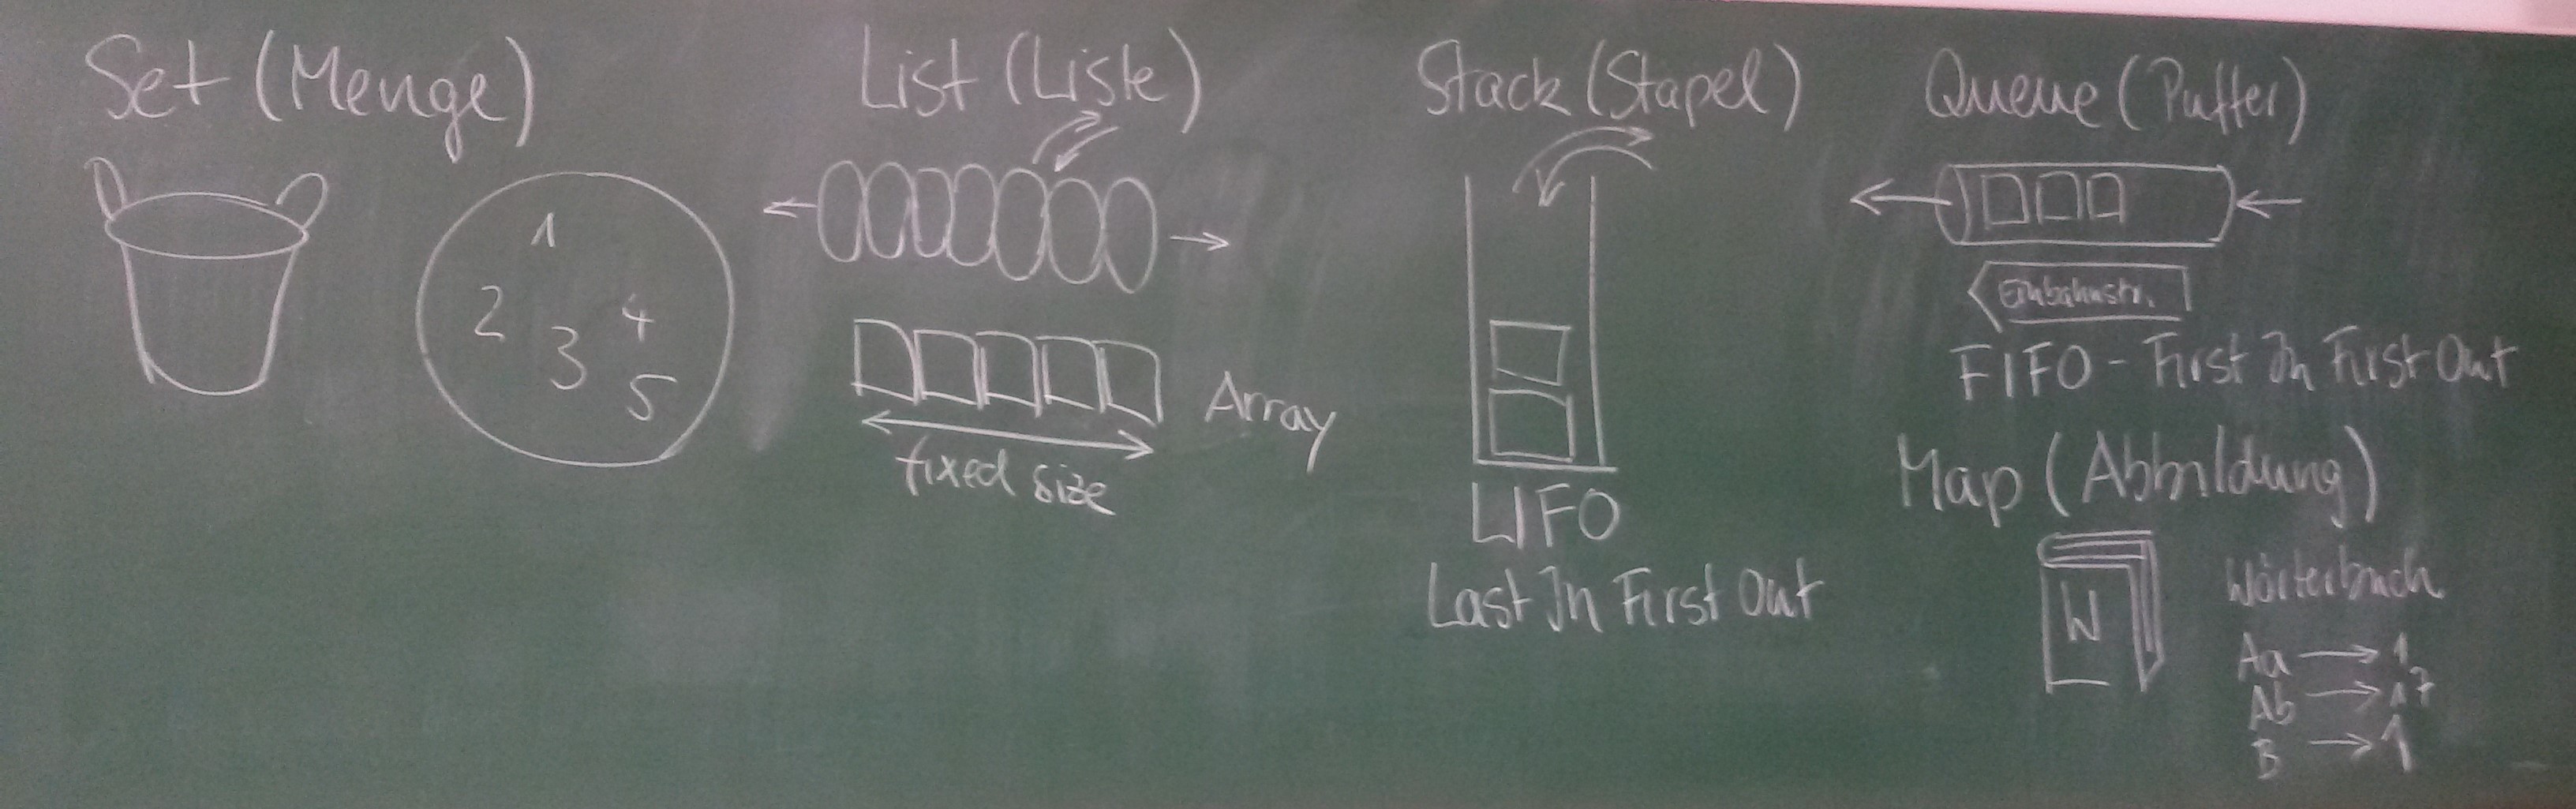 Set (Menge)
1
2
3
4
5
List (Liste)
Array
fixed size
Stack (Stapel)
LIFO
Last In First Out
Queue (Puffer)
Einbahnstr.
FIFO - First In First Out
Map (Abbildung)
W
Wörterbuch
Aa → 1
Ab → 17
B → 1